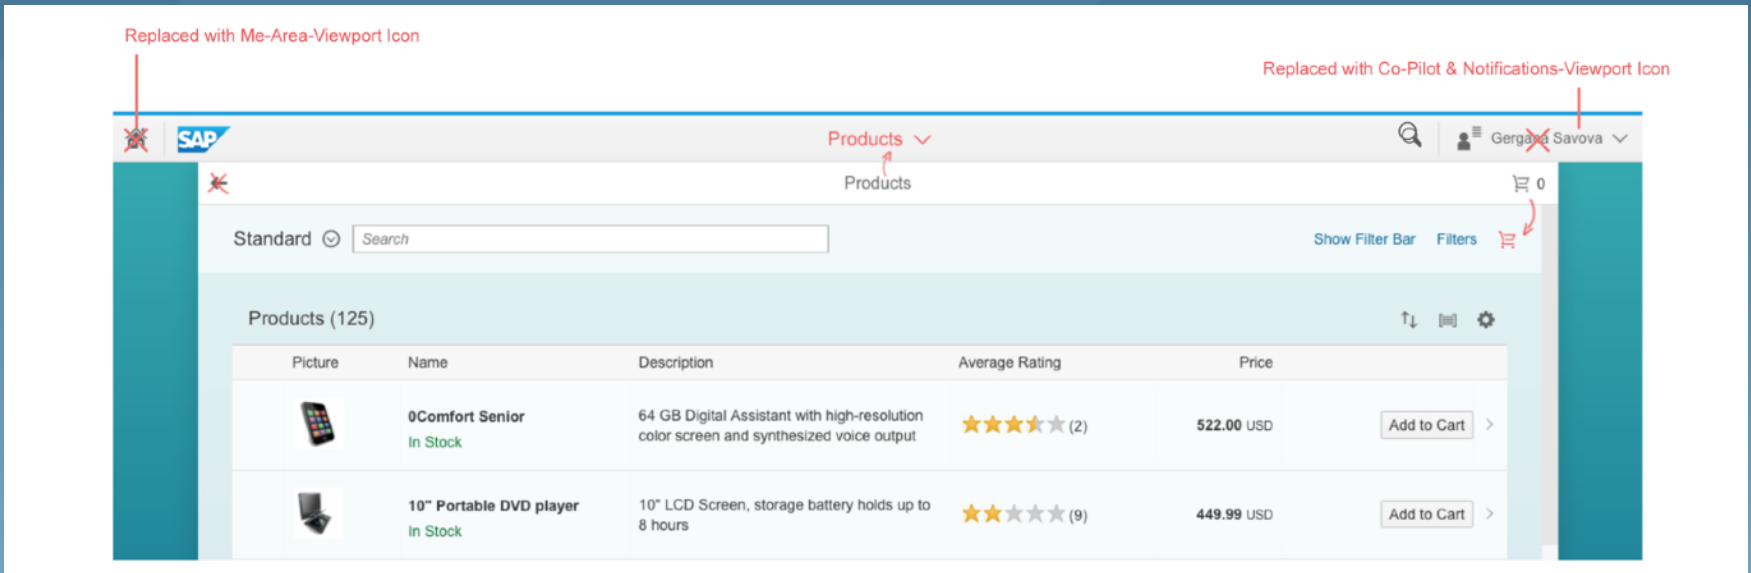 Replaced with Me-Area-Viewport Icon
Replaced with Co-Pilot & Notifications-Viewport Icon
SAP
Products
Gergana Savova
Products
0
Standard
Search
Show Filter Bar
Filters
Products (125)
Picture
Name
Description
Average Rating
Price
0Comfort Senior
In Stock
64 GB Digital Assistant with high-resolution
color screen and synthesized voice output
(2)
522.00 USD
Add to Cart
10" Portable DVD player
In Stock
10" LCD Screen, storage battery holds up to
8 hours
(9)
449.99 USD
Add to Cart